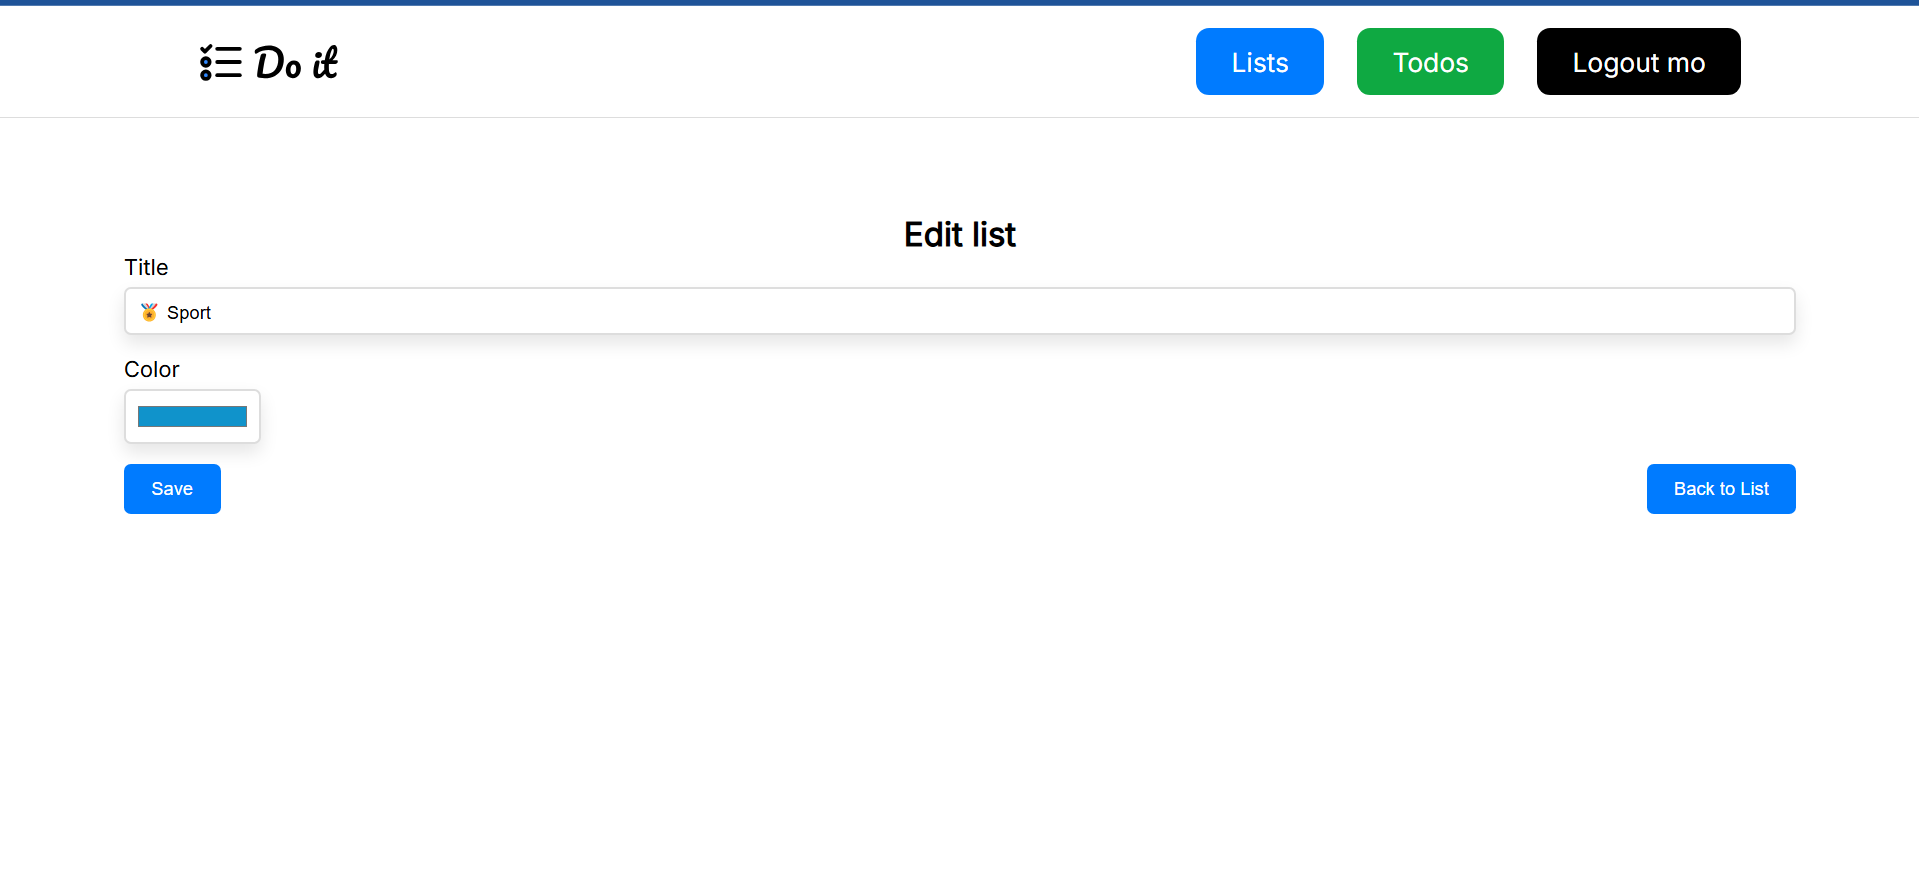 Do it
Lists
Todos
Logout mo
Edit list
Title
🏅 Sport
Color
Save
Back to List